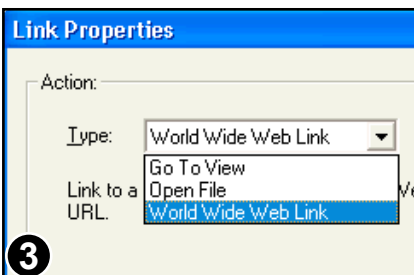 Link Properties
Action:
Type: World Wide Web Link
Go To View
Link to a Open File
URL. World Wide Web Link
3